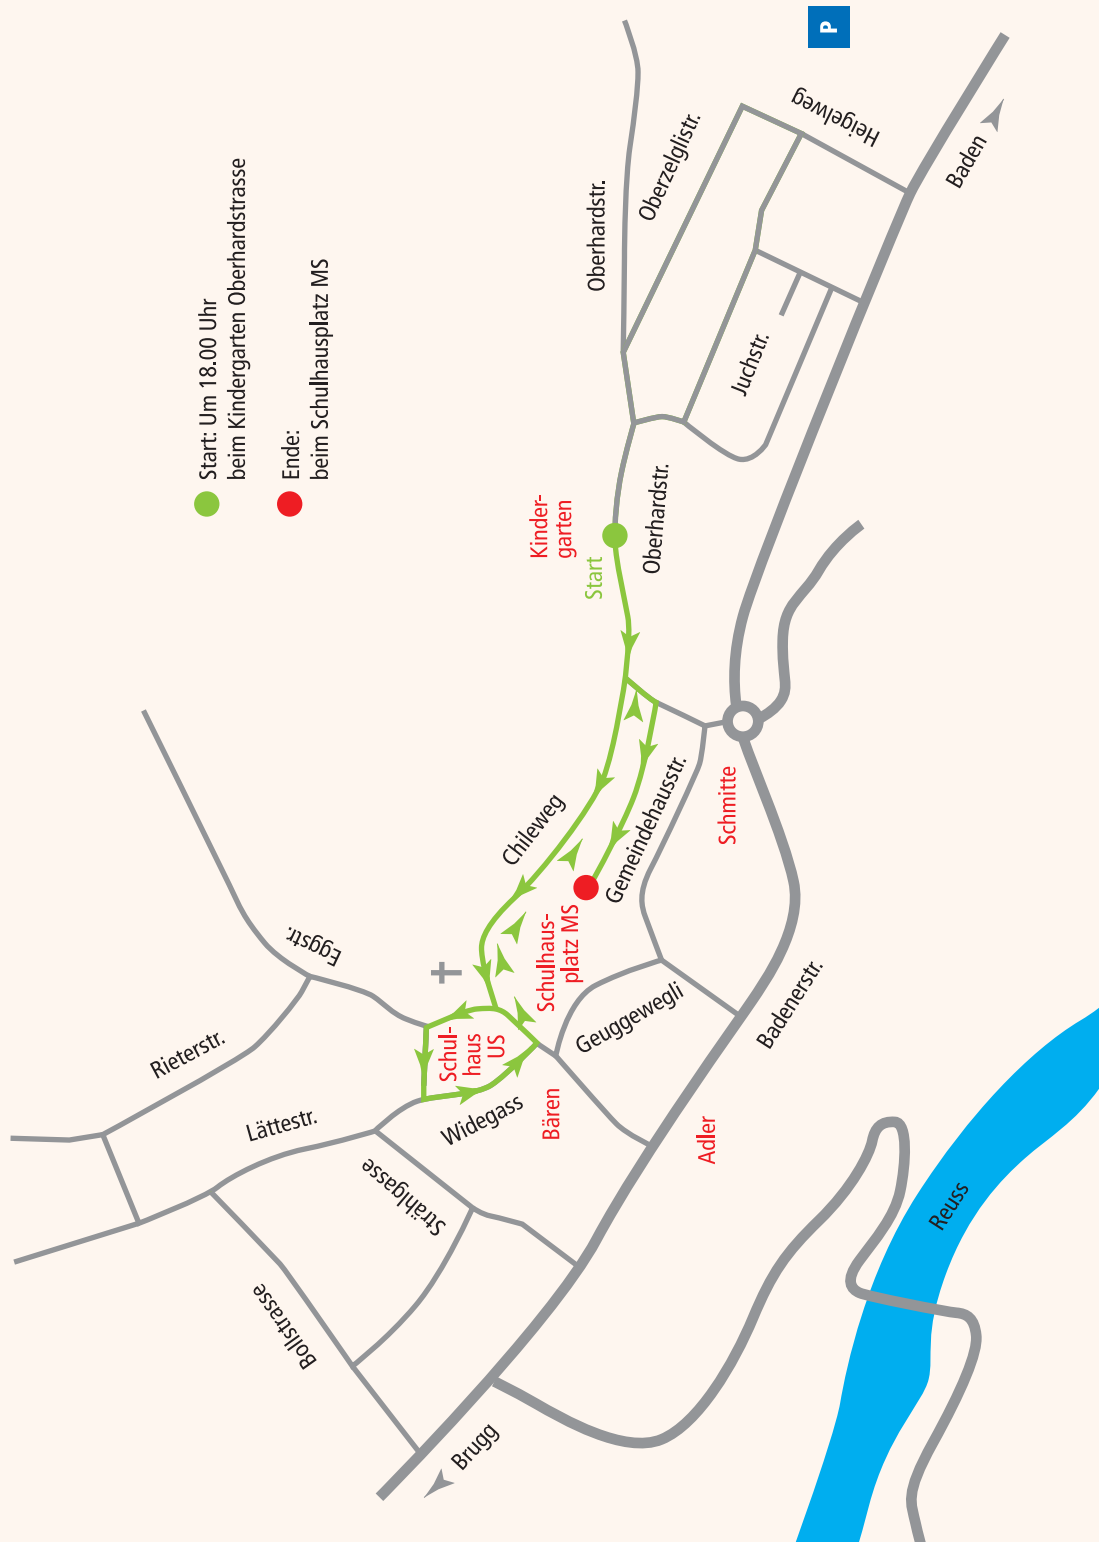 Start: Um 18.00 Uhr
beim Kindergarten Oberhardstrasse
Ende:
beim Schulhausplatz MS
P
Heigelweg
Baden
Oberzelglistr.
Oberhardstr.
Juchstr.
Kinder-
garten
Start
Oberhardstr.
Chileweg
Gemeindehausstr.
Schmitte
Schulhaus-
platz MS
Eggstr.
Rieterstr.
Schul-
haus
US
Geuggewegli
Badenerstr.
Lättestr.
Widegass
Bären
Adler
Strählgasse
Bollstrasse
Reuss
Brugg